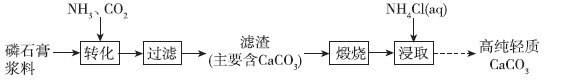 NH₃、CO₂
NH₄Cl(aq)
磷石膏浆料
转化
过滤
滤渣
(主要含CaCO₃)
煅烧
浸取
高纯轻质
CaCO₃